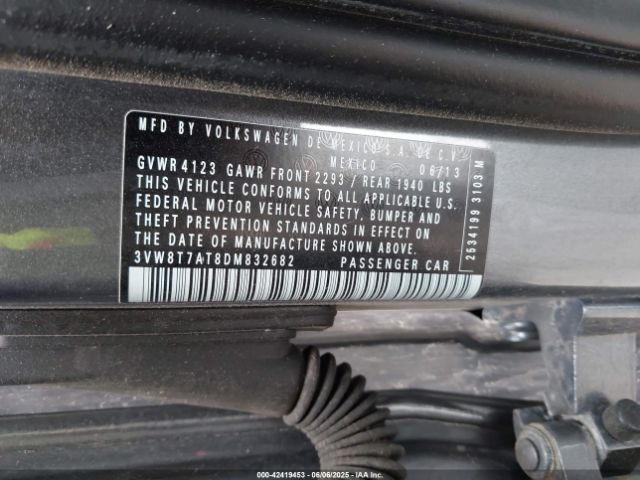 MFD BY VOLKSWAGEN DE MEXICO S.A. DE C.V.
MEXICO 06/13
GVWR 4123 GAWR FRONT 2293 / REAR 1940 LBS
THIS VEHICLE CONFORMS TO ALL APPLICABLE U.S.
FEDERAL MOTOR VEHICLE SAFETY, BUMPER AND
THEFT PREVENTION STANDARDS IN EFFECT ON
THE DATE OF MANUFACTURE SHOWN ABOVE.
3VW8T7AT8DM832682 PASSENGER CAR
2534199 3103 M
000-42419453 - 06/06/2025 - IAA Inc.